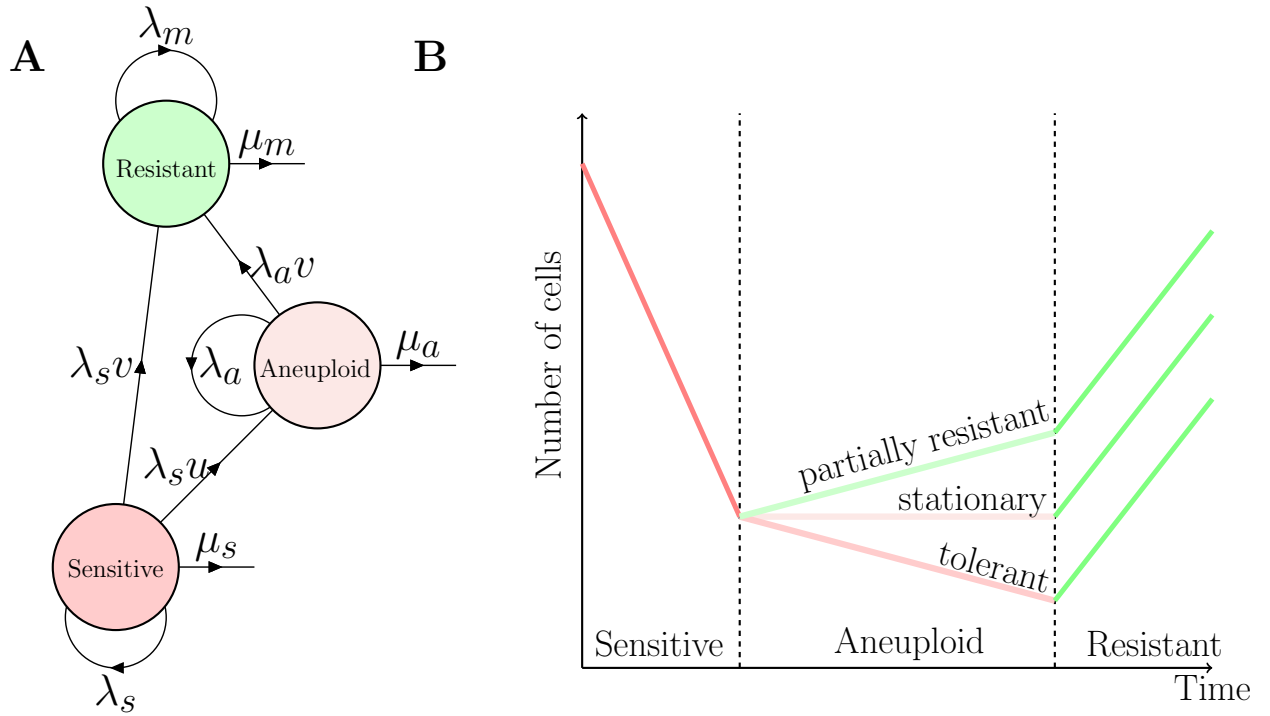 A
λm
Resistant
μm
λav
λsv
λa
Aneuploid
μa
λsu
Sensitive
μs
λs
B
Number of cells
partially resistant
stationary
tolerant
Sensitive
Aneuploid
Resistant
Time